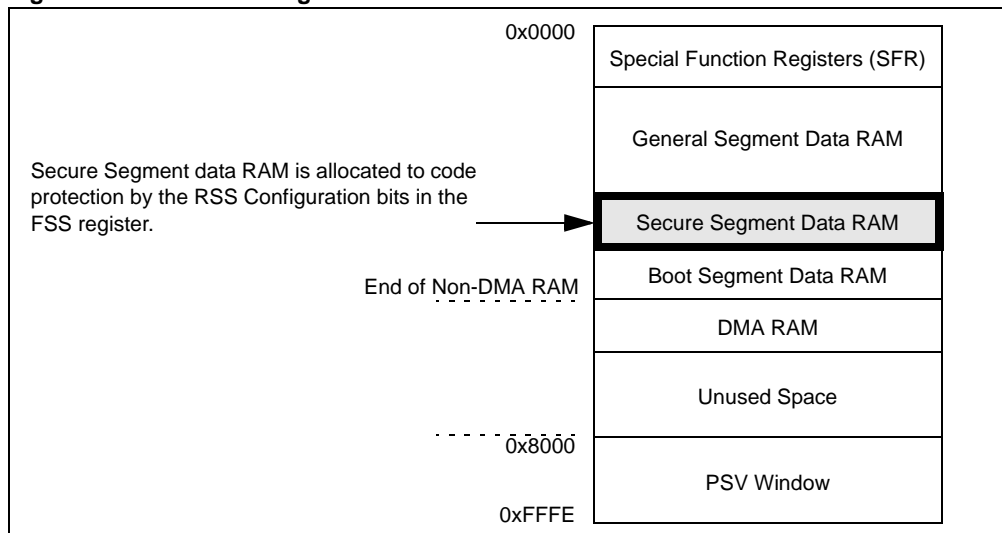 0x0000
Special Function Registers (SFR)
General Segment Data RAM
Secure Segment data RAM is allocated to code
protection by the RSS Configuration bits in the
FSS register.
Secure Segment Data RAM
Boot Segment Data RAM
End of Non-DMA RAM
DMA RAM
Unused Space
0x8000
PSV Window
0xFFFE